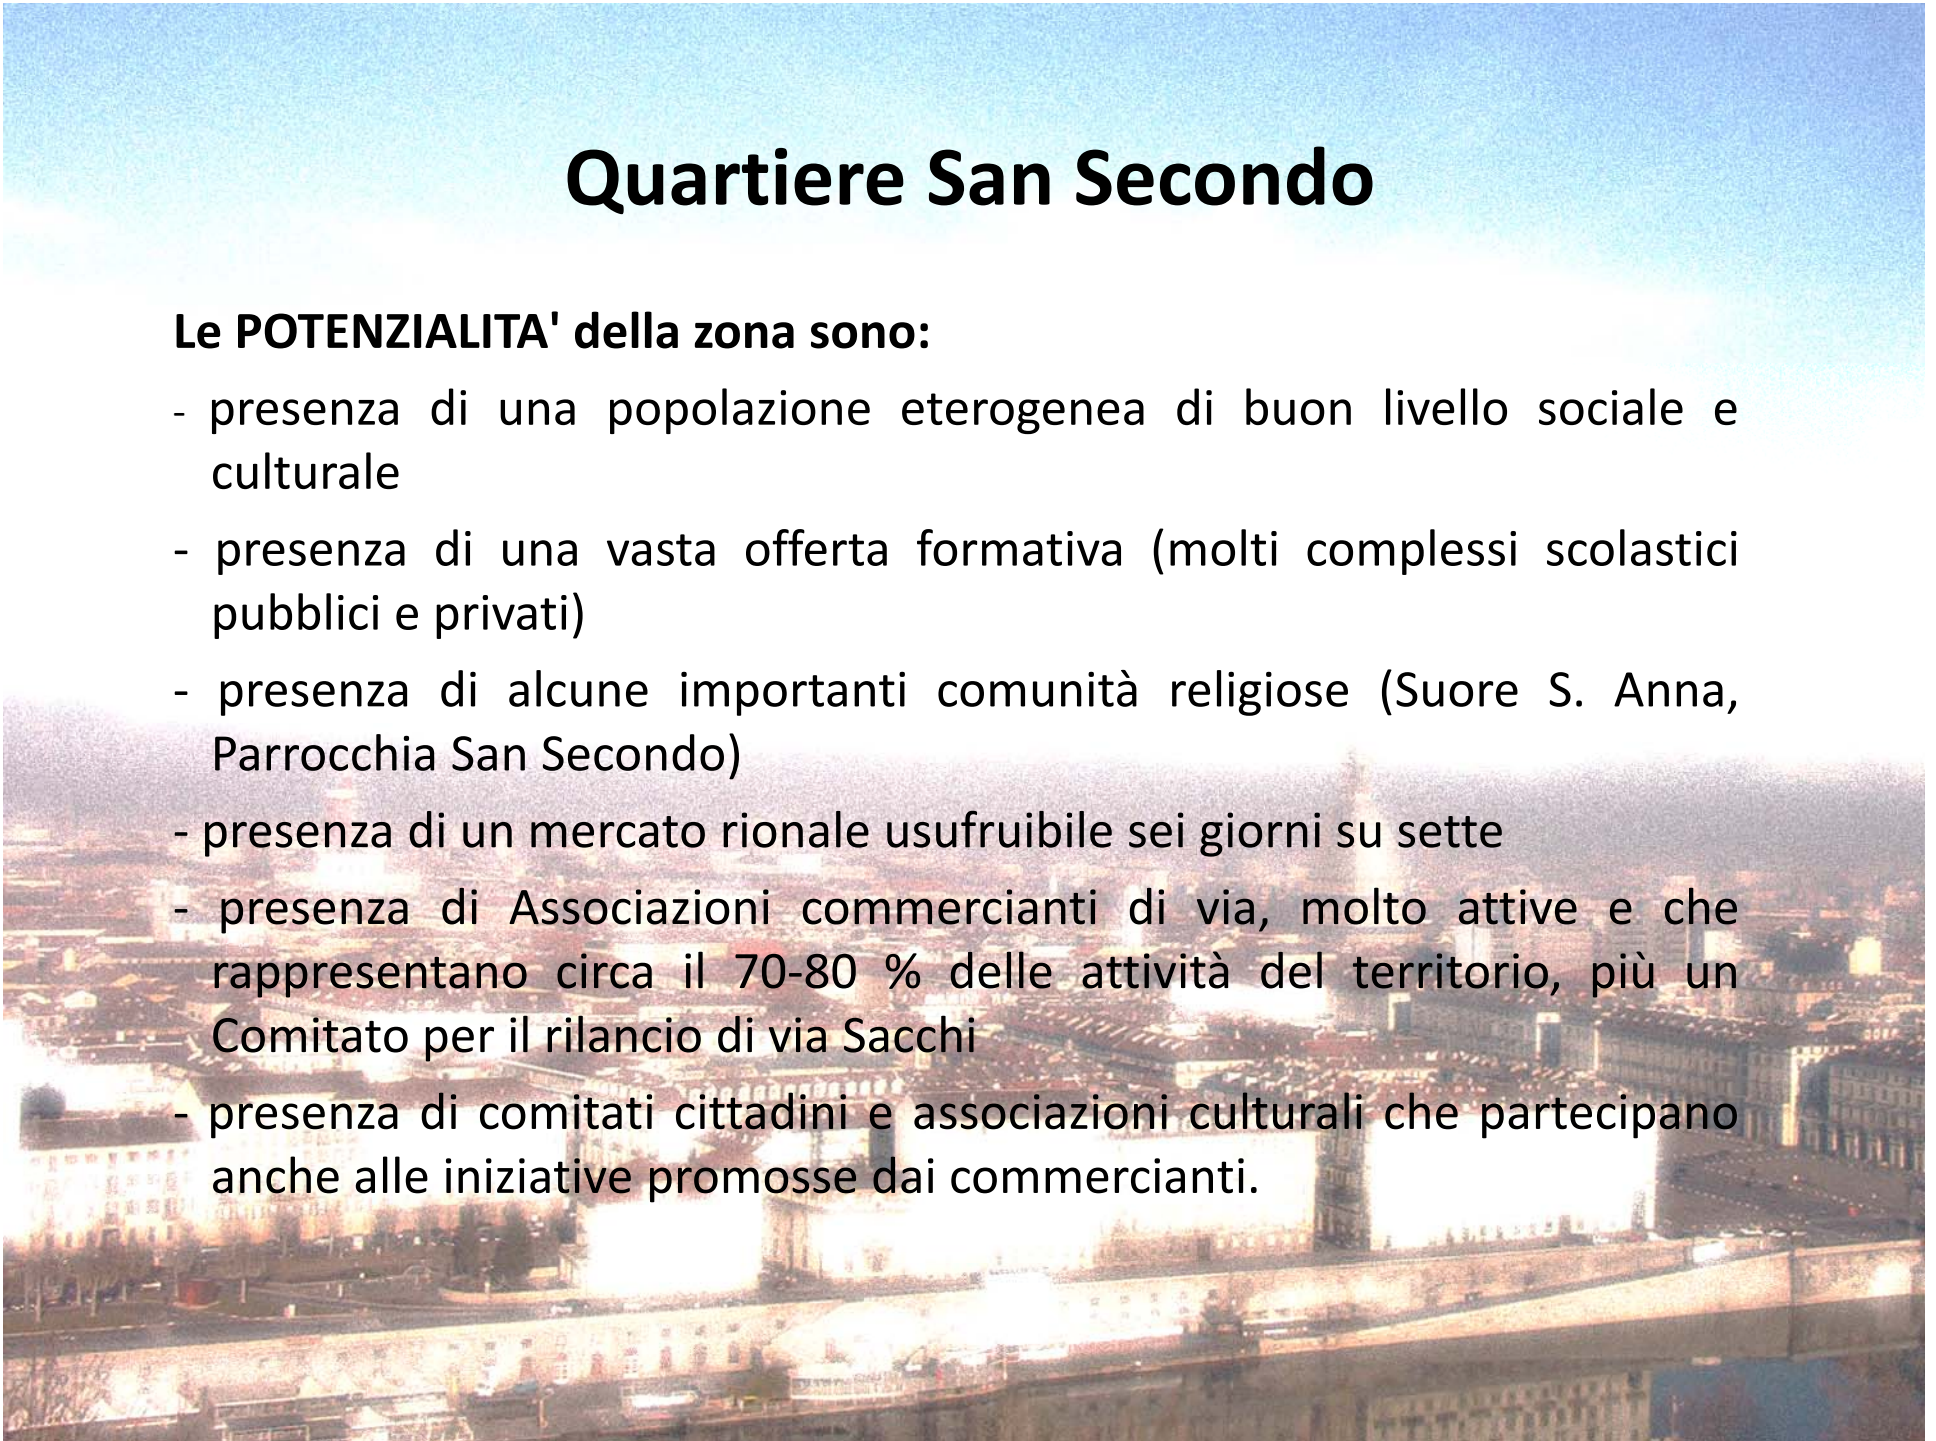 Quartiere San Secondo
Le POTENZIALITA' della zona sono:
- presenza di una popolazione eterogenea di buon livello sociale e
culturale
- presenza di una vasta offerta formativa (molti complessi scolastici
pubblici e privati)
- presenza di alcune importanti comunità religiose (Suore S. Anna,
Parrocchia San Secondo)
- presenza di un mercato rionale usufruibile sei giorni su sette
- presenza di Associazioni commercianti di via, molto attive e che
rappresentano circa il 70-80 % delle attività del territorio, più un
Comitato per il rilancio di via Sacchi
- presenza di comitati cittadini e associazioni culturali che partecipano
anche alle iniziative promosse dai commercianti.